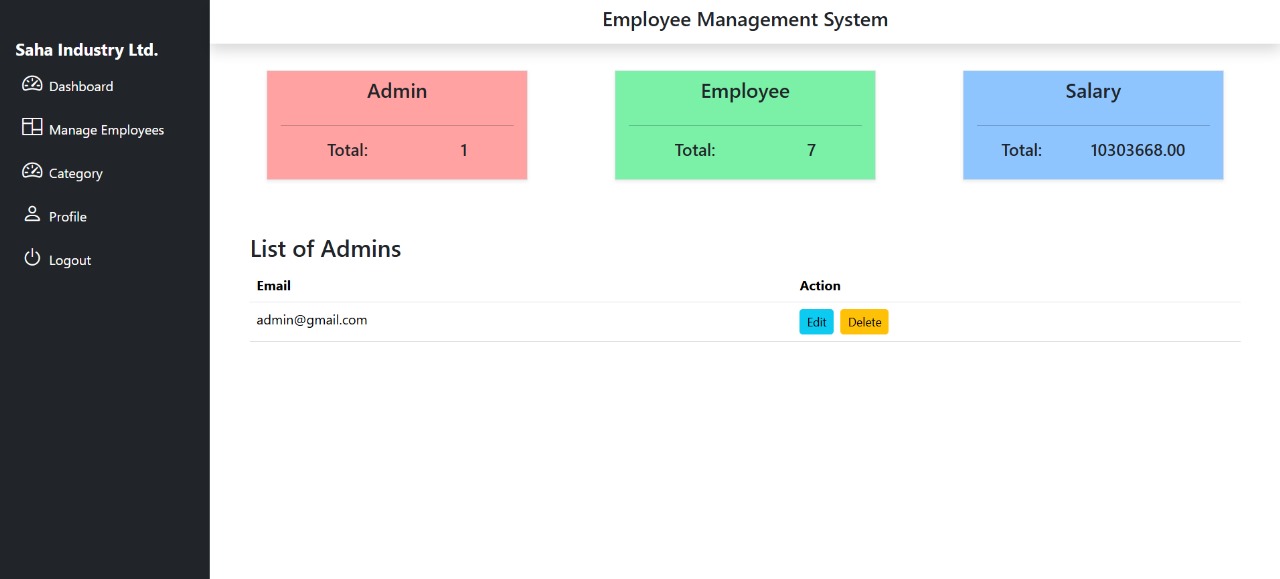 Employee Management System
Saha Industry Ltd.
Dashboard
Manage Employees
Category
Profile
Logout
Admin
Total: 1
Employee
Total: 7
Salary
Total: 10303668.00
List of Admins
Email Action
admin@gmail.com Edit Delete